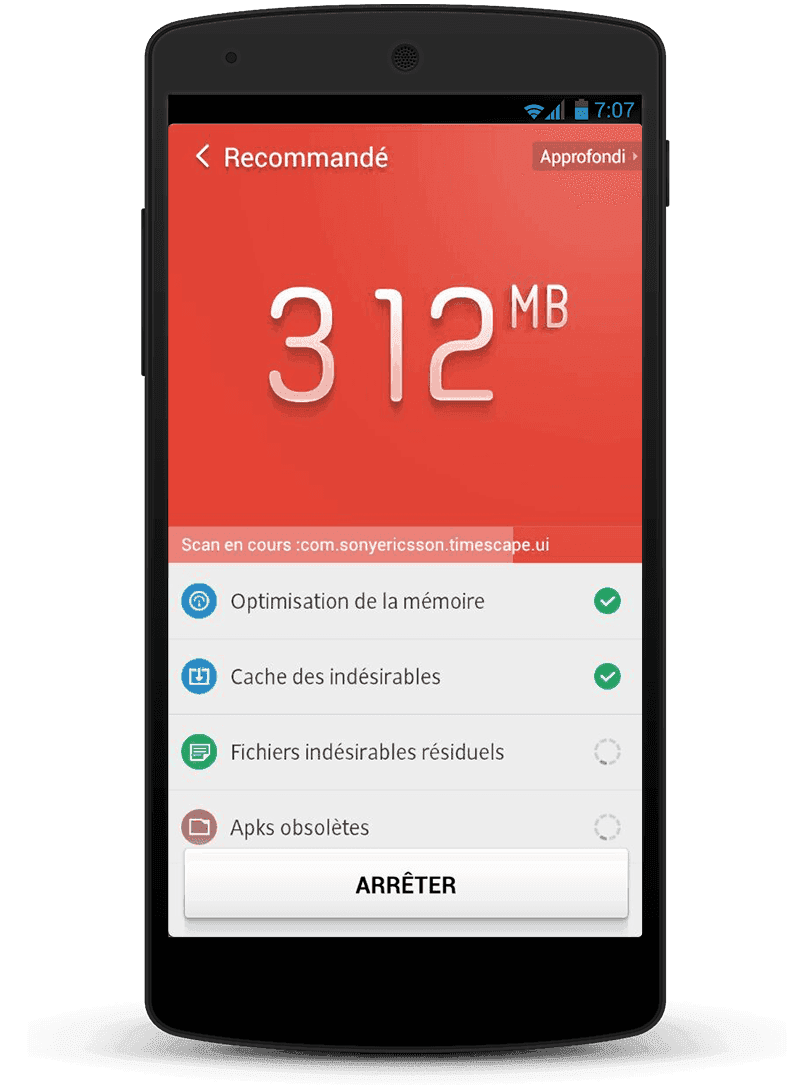 7:07
Recommandé
Approfondi
312 MB
Scan en cours :com.sonyericsson.timescape.ui
Optimisation de la mémoire
Cache des indésirables
Fichiers indésirables résiduels
Apks obsolètes
ARRÊTER